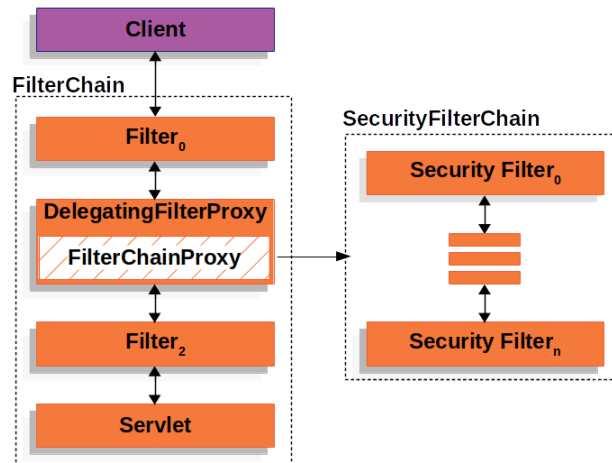 Client
FilterChain
Filter₀
DelegatingFilterProxy
FilterChainProxy
Filter₂
Servlet
SecurityFilterChain
Security Filter₀
Security Filterₙ